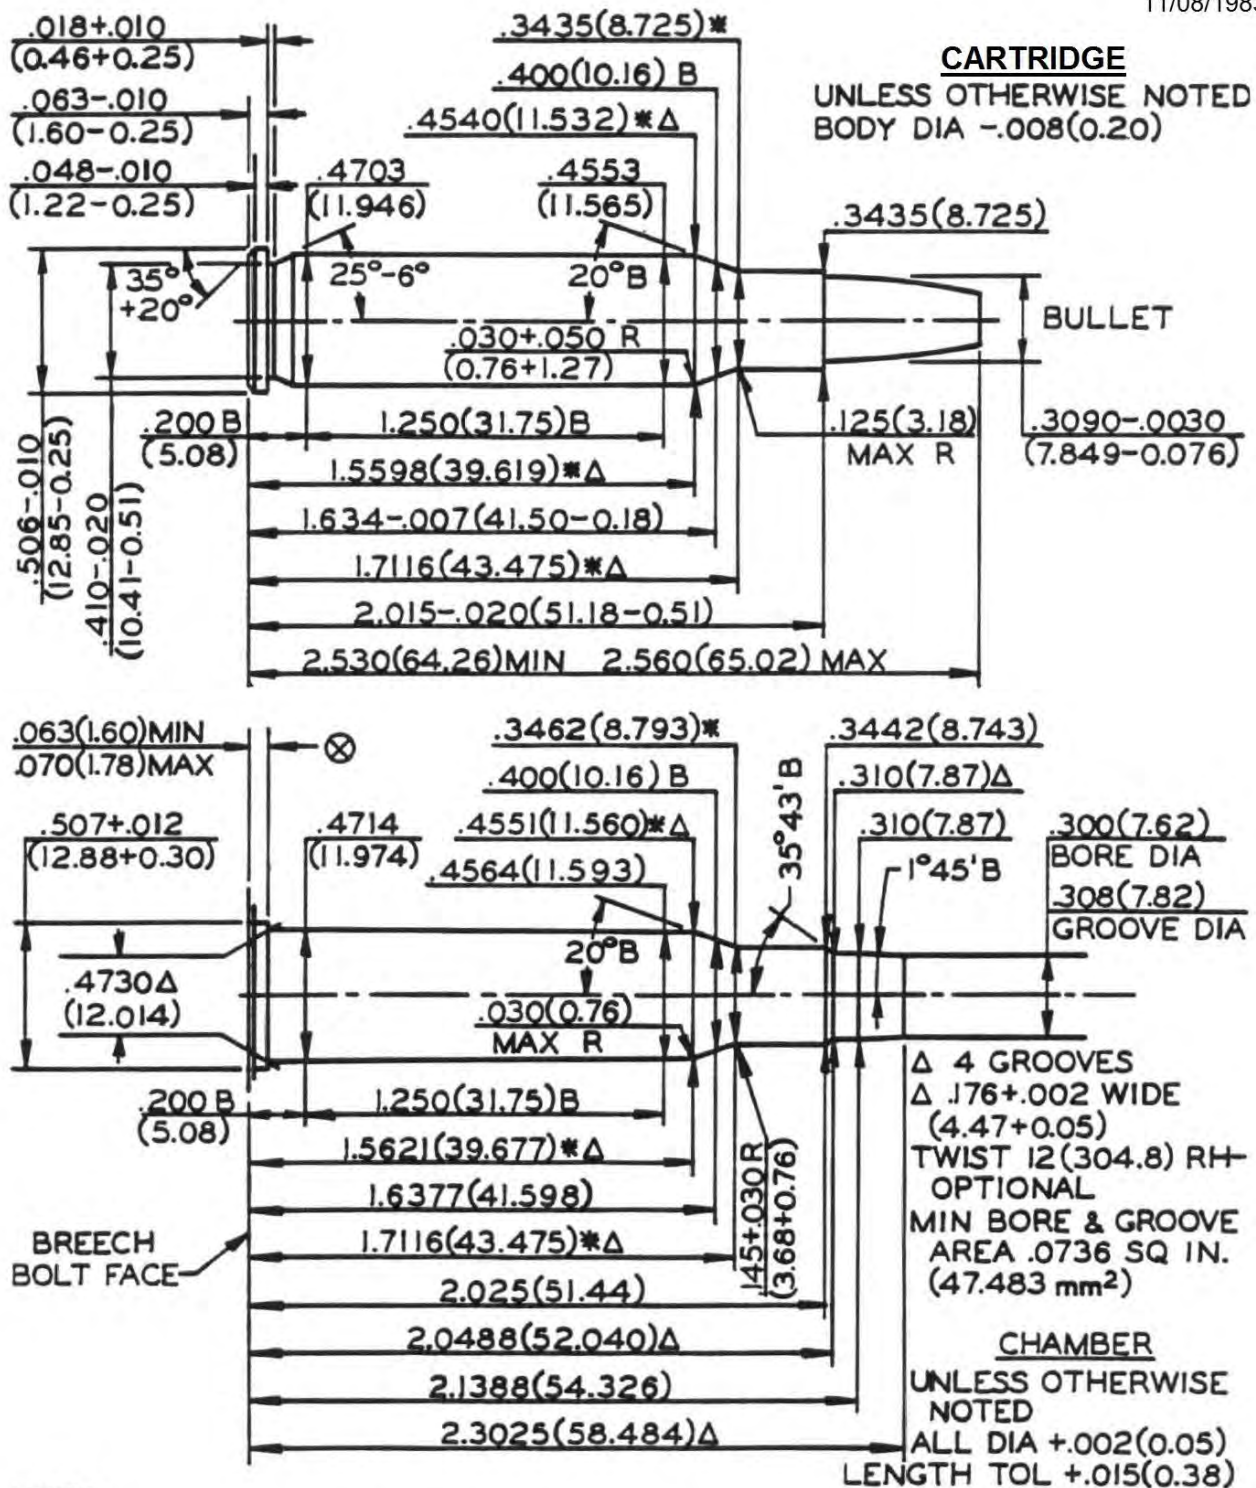 11/08/1983
.018+.010
(0.46+0.25)
.063-.010
(1.60-0.25)
.048-.010
(1.22-0.25)
.3435(8.725)*
.400(10.16) B
.4540(11.532)*Δ
CARTRIDGE
UNLESS OTHERWISE NOTED
BODY DIA -.008(0.20)
.4703
(11.946)
.4553
(11.565)
.3435(8.725)
35°
+20°
25°-6°
20°B
BULLET
.030+.050 R
(0.76+1.27)
.200 B
(5.08)
1.250(31.75)B
.125(3.18)
MAX R
.3090-.0030
(7.849-0.076)
1.5598(39.619)*Δ
.506-.010
(12.85-0.25)
.410-.020
(10.41-0.51)
1.634-.007(41.50-0.18)
1.7116(43.475)*Δ
2.015-.020(51.18-0.51)
2.530(64.26)MIN 2.560(65.02) MAX
.063(1.60)MIN
.070(1.78)MAX
⊗
.3462(8.793)*
.3442(8.743)
.400(10.16) B
.310(7.87)Δ
.507+.012
(12.88+0.30)
.4714
(11.974)
.4551(11.560)*Δ
35°43'B
.310(7.87)
.300(7.62)
BORE DIA
.4564(11.593)
1°45'B
.308(7.82)
GROOVE DIA
.4730Δ
(12.014)
20°B
.030(0.76)
MAX R
Δ 4 GROOVES
Δ .176+.002 WIDE
(4.47+0.05)
TWIST 12(304.8) RH-
OPTIONAL
MIN BORE & GROOVE
AREA .0736 SQ IN.
(47.483 mm²)
.200 B
(5.08)
1.250(31.75)B
1.5621(39.677)*Δ
1.6377(41.598)
.145+.030 R
(3.68+0.76)
BREECH
BOLT FACE
1.7116(43.475)*Δ
2.025(51.44)
2.0488(52.040)Δ
2.1388(54.326)
2.3025(58.484)Δ
CHAMBER
UNLESS OTHERWISE
NOTED
ALL DIA +.002(0.05)
LENGTH TOL +.015(0.38)